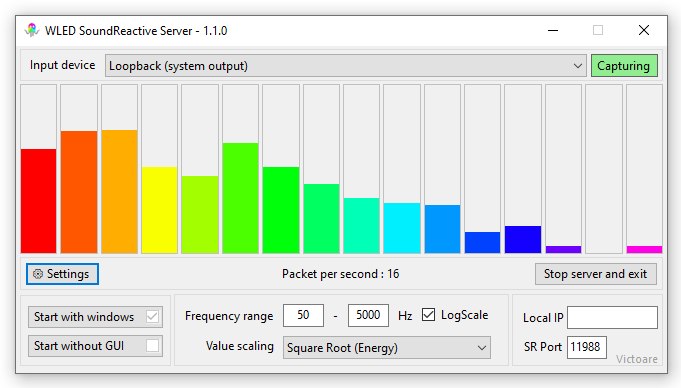 WLED SoundReactive Server - 1.1.0
Input device Loopback (system output) Capturing
Settings Packet per second : 16 Stop server and exit
Start with windows Frequency range 50 - 5000 Hz LogScale Local IP
Start without GUI Value scaling Square Root (Energy) SR Port 11988
Victoare